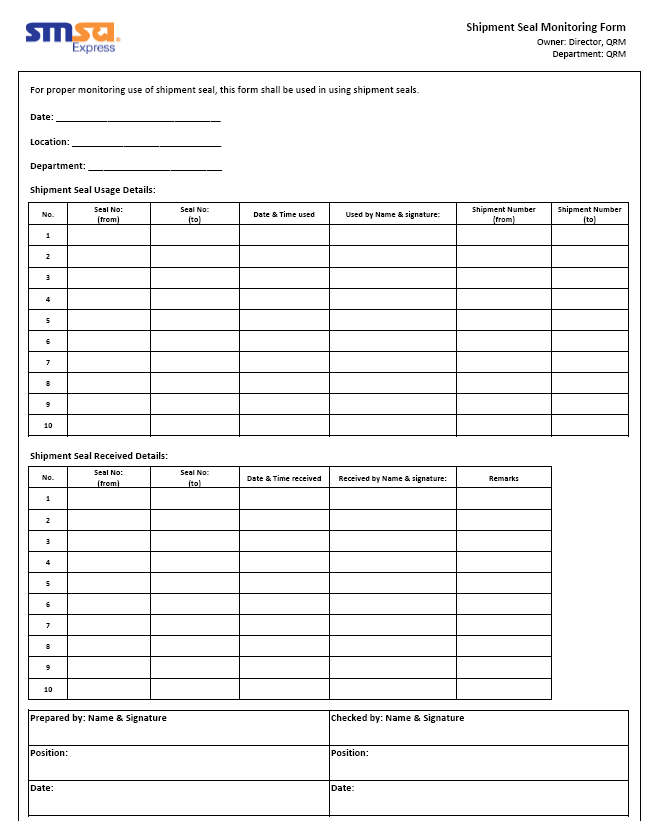 smsa®
Express
Shipment Seal Monitoring Form
Owner: Director, QRM
Department: QRM
For proper monitoring use of shipment seal, this form shall be used in using shipment seals.
Date: ____________________________
Location: ____________________________
Department: ____________________________
Shipment Seal Usage Details:
No. Seal No: (from) Seal No: (to) Date & Time used Used by Name & signature: Shipment Number (from) Shipment Number (to)
1
2
3
4
5
6
7
8
9
10
Shipment Seal Received Details:
No. Seal No: (from) Seal No: (to) Date & Time received Received by Name & signature: Remarks
1
2
3
4
5
6
7
8
9
10
Prepared by: Name & Signature Checked by: Name & Signature
Position: Position:
Date: Date: